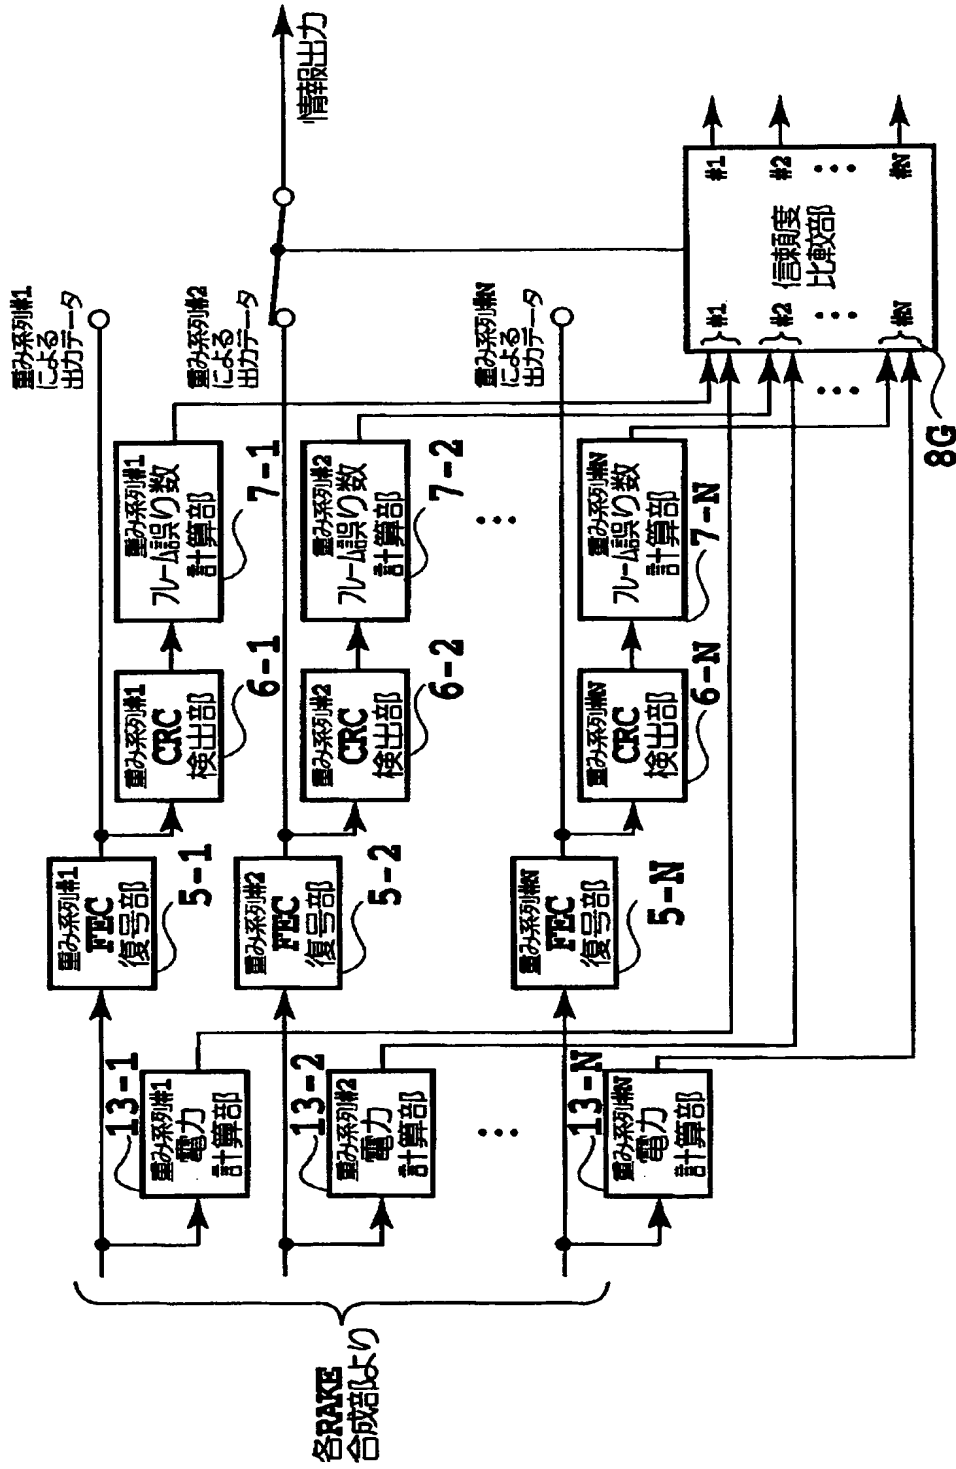 各RAKE
合成部より
13-1
重み系列#1
電力
計算部
13-2
重み系列#2
電力
計算部
13-N
重み系列#N
電力
計算部
重み系列#1
FEC
復号部
5-1
重み系列#2
FEC
復号部
5-2
重み系列#N
FEC
復号部
5-N
重み系列#1
CRC
検出部
6-1
重み系列#2
CRC
検出部
6-2
重み系列#N
CRC
検出部
6-N
重み系列#1
フレーム誤り数
計算部
7-1
重み系列#2
フレーム誤り数
計算部
7-2
重み系列#N
フレーム誤り数
計算部
7-N
重み系列#1
による
出力データ
重み系列#2
による
出力データ
重み系列#N
による
出力データ
情報出力
#1
#2
#N
信頼度
比較部
#1
#2
#N
8G